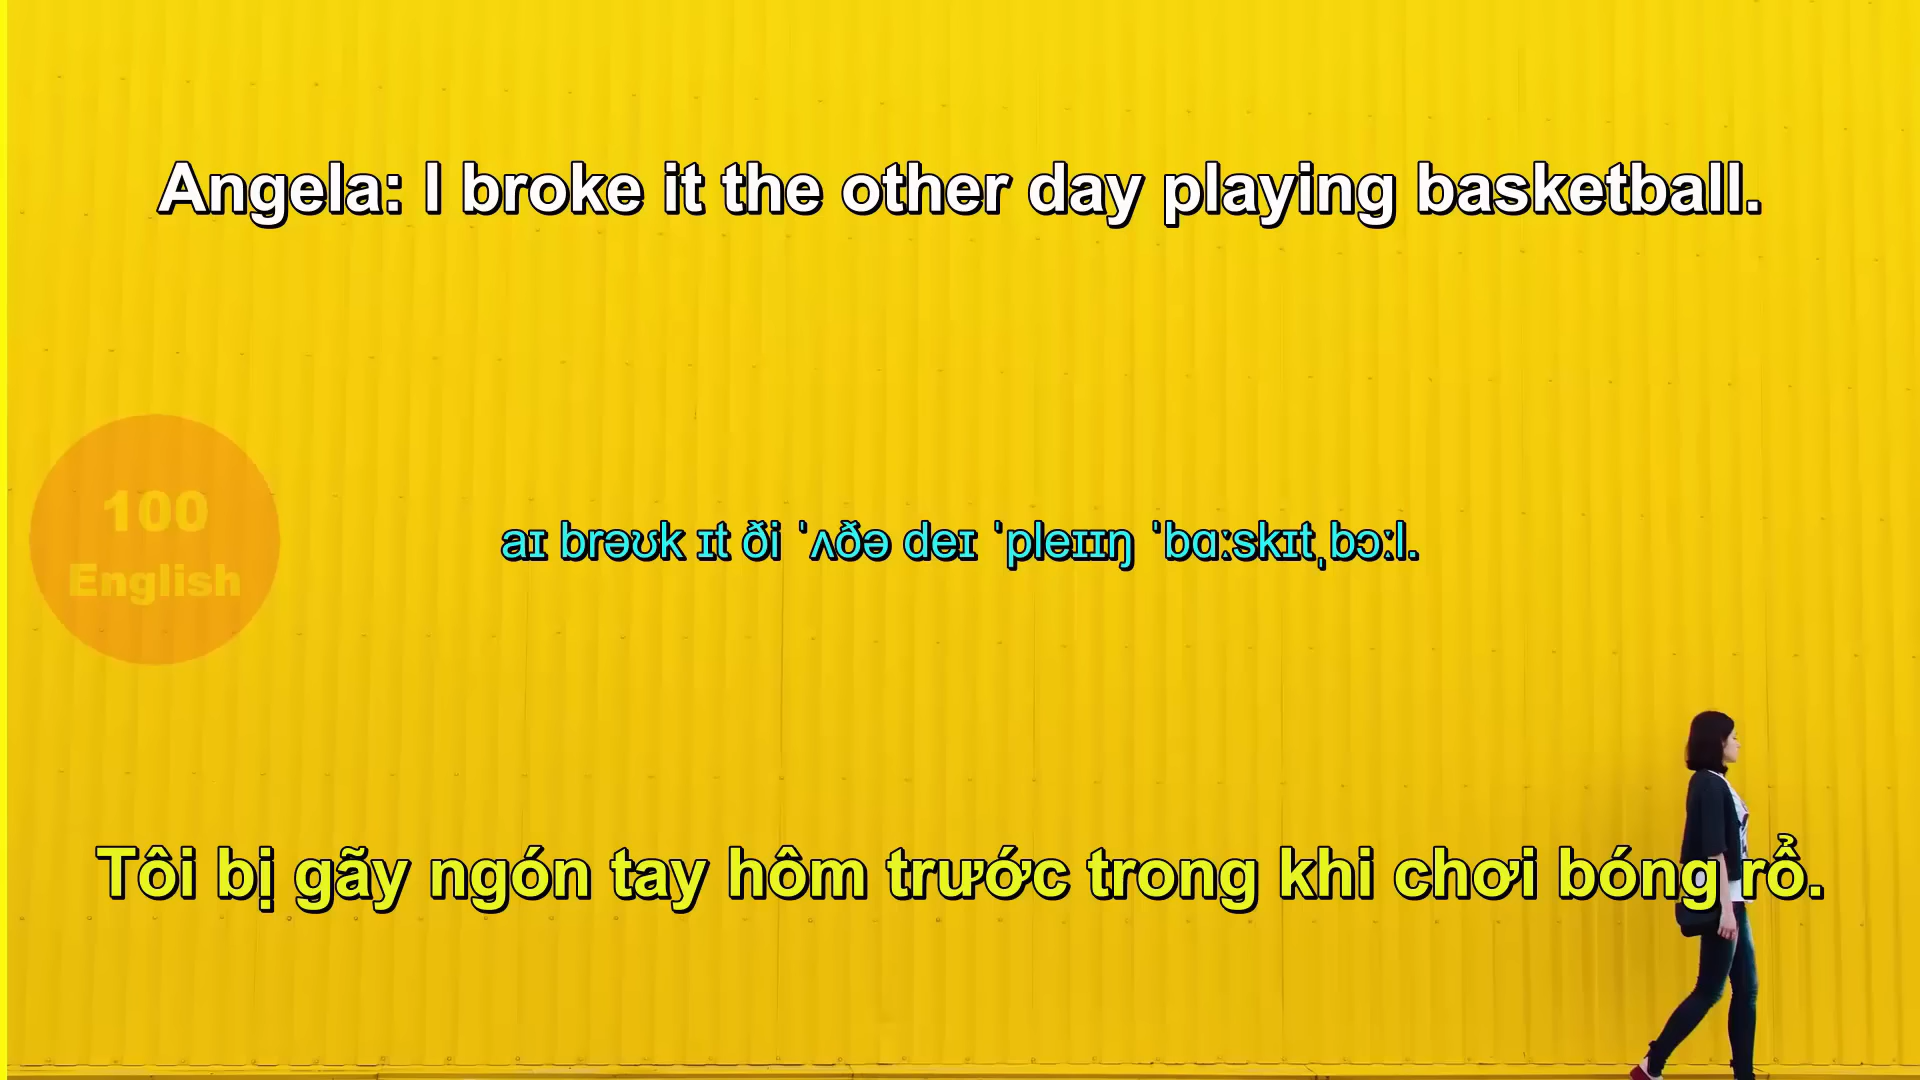 Angela: I broke it the other day playing basketball.
100
English
aɪ brəʊk ɪt ði ˈʌðə deɪ ˈpleɪɪŋ ˈbɑːskɪtˌbɔːl.
Tôi bị gãy ngón tay hôm trước trong khi chơi bóng rổ.